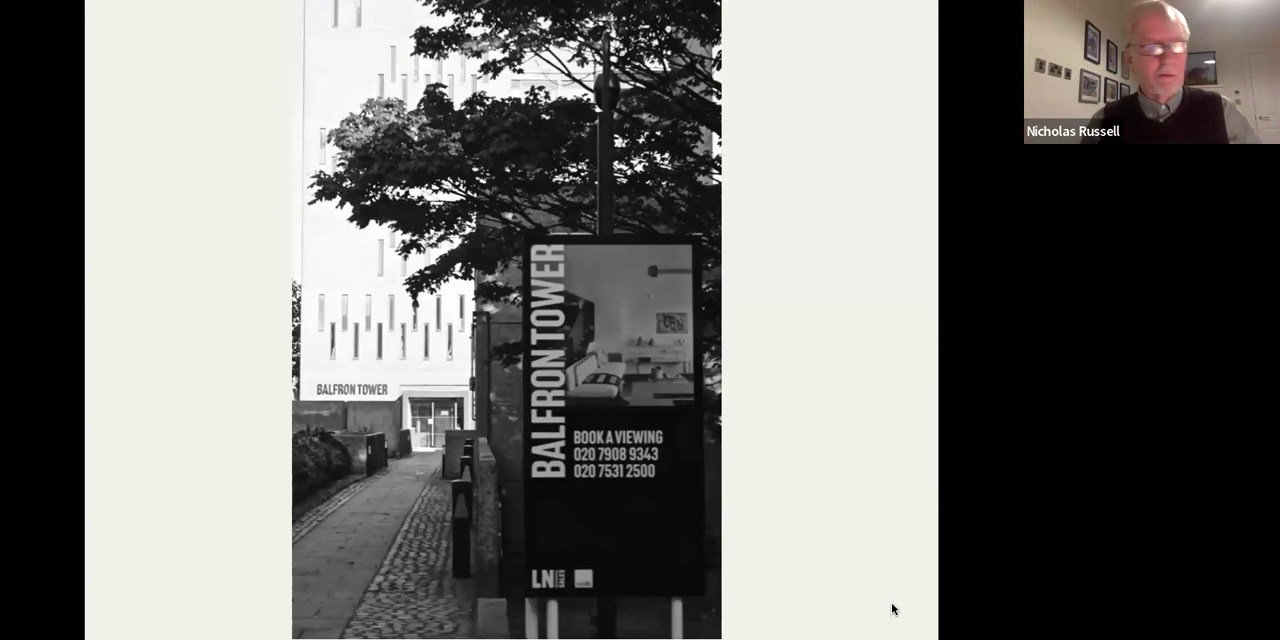 Nicholas Russell
BALFRON TOWER
BALFRON TOWER
BOOK A VIEWING
020 7908 9343
020 7531 2500
LN